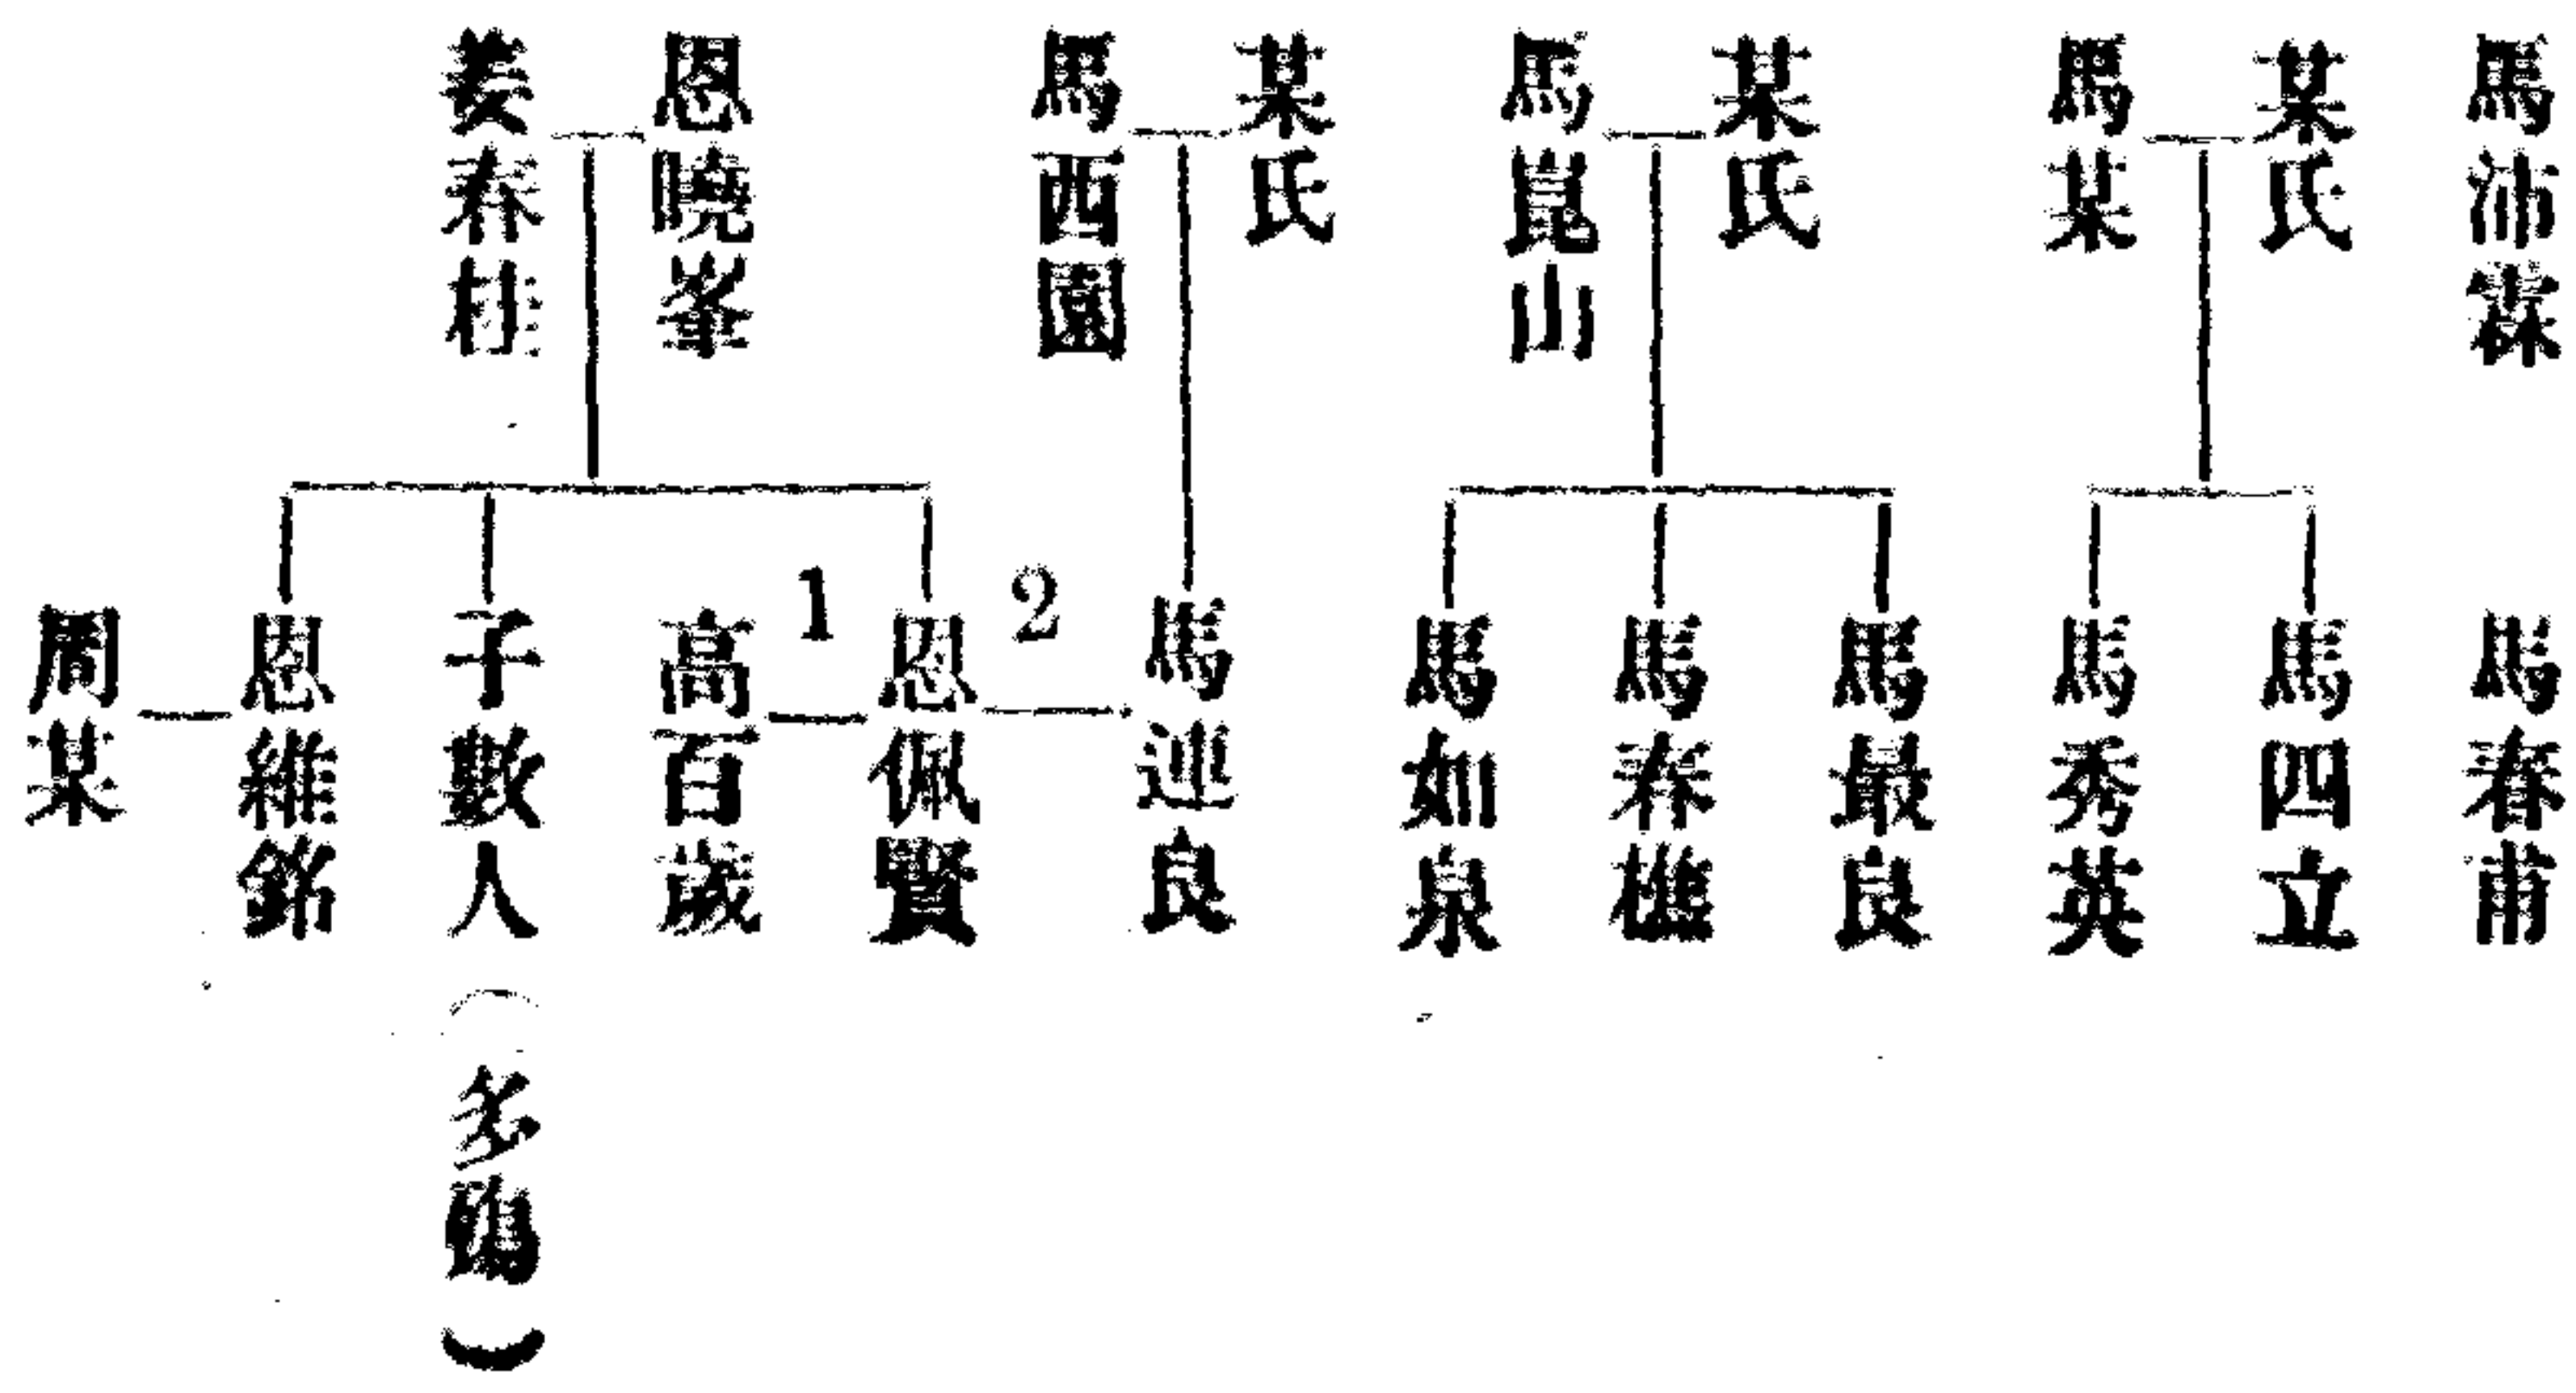 馬沛霖
某氏
馬某
某氏
馬崑山
某氏
馬西園
恩曉峯
姜春桂
馬春甫
馬四立
馬秀英
馬最良
馬春樵
馬如泉
馬連良
2
恩佩賢
1
高百歲
子數人（多殤）
恩維銘
周某